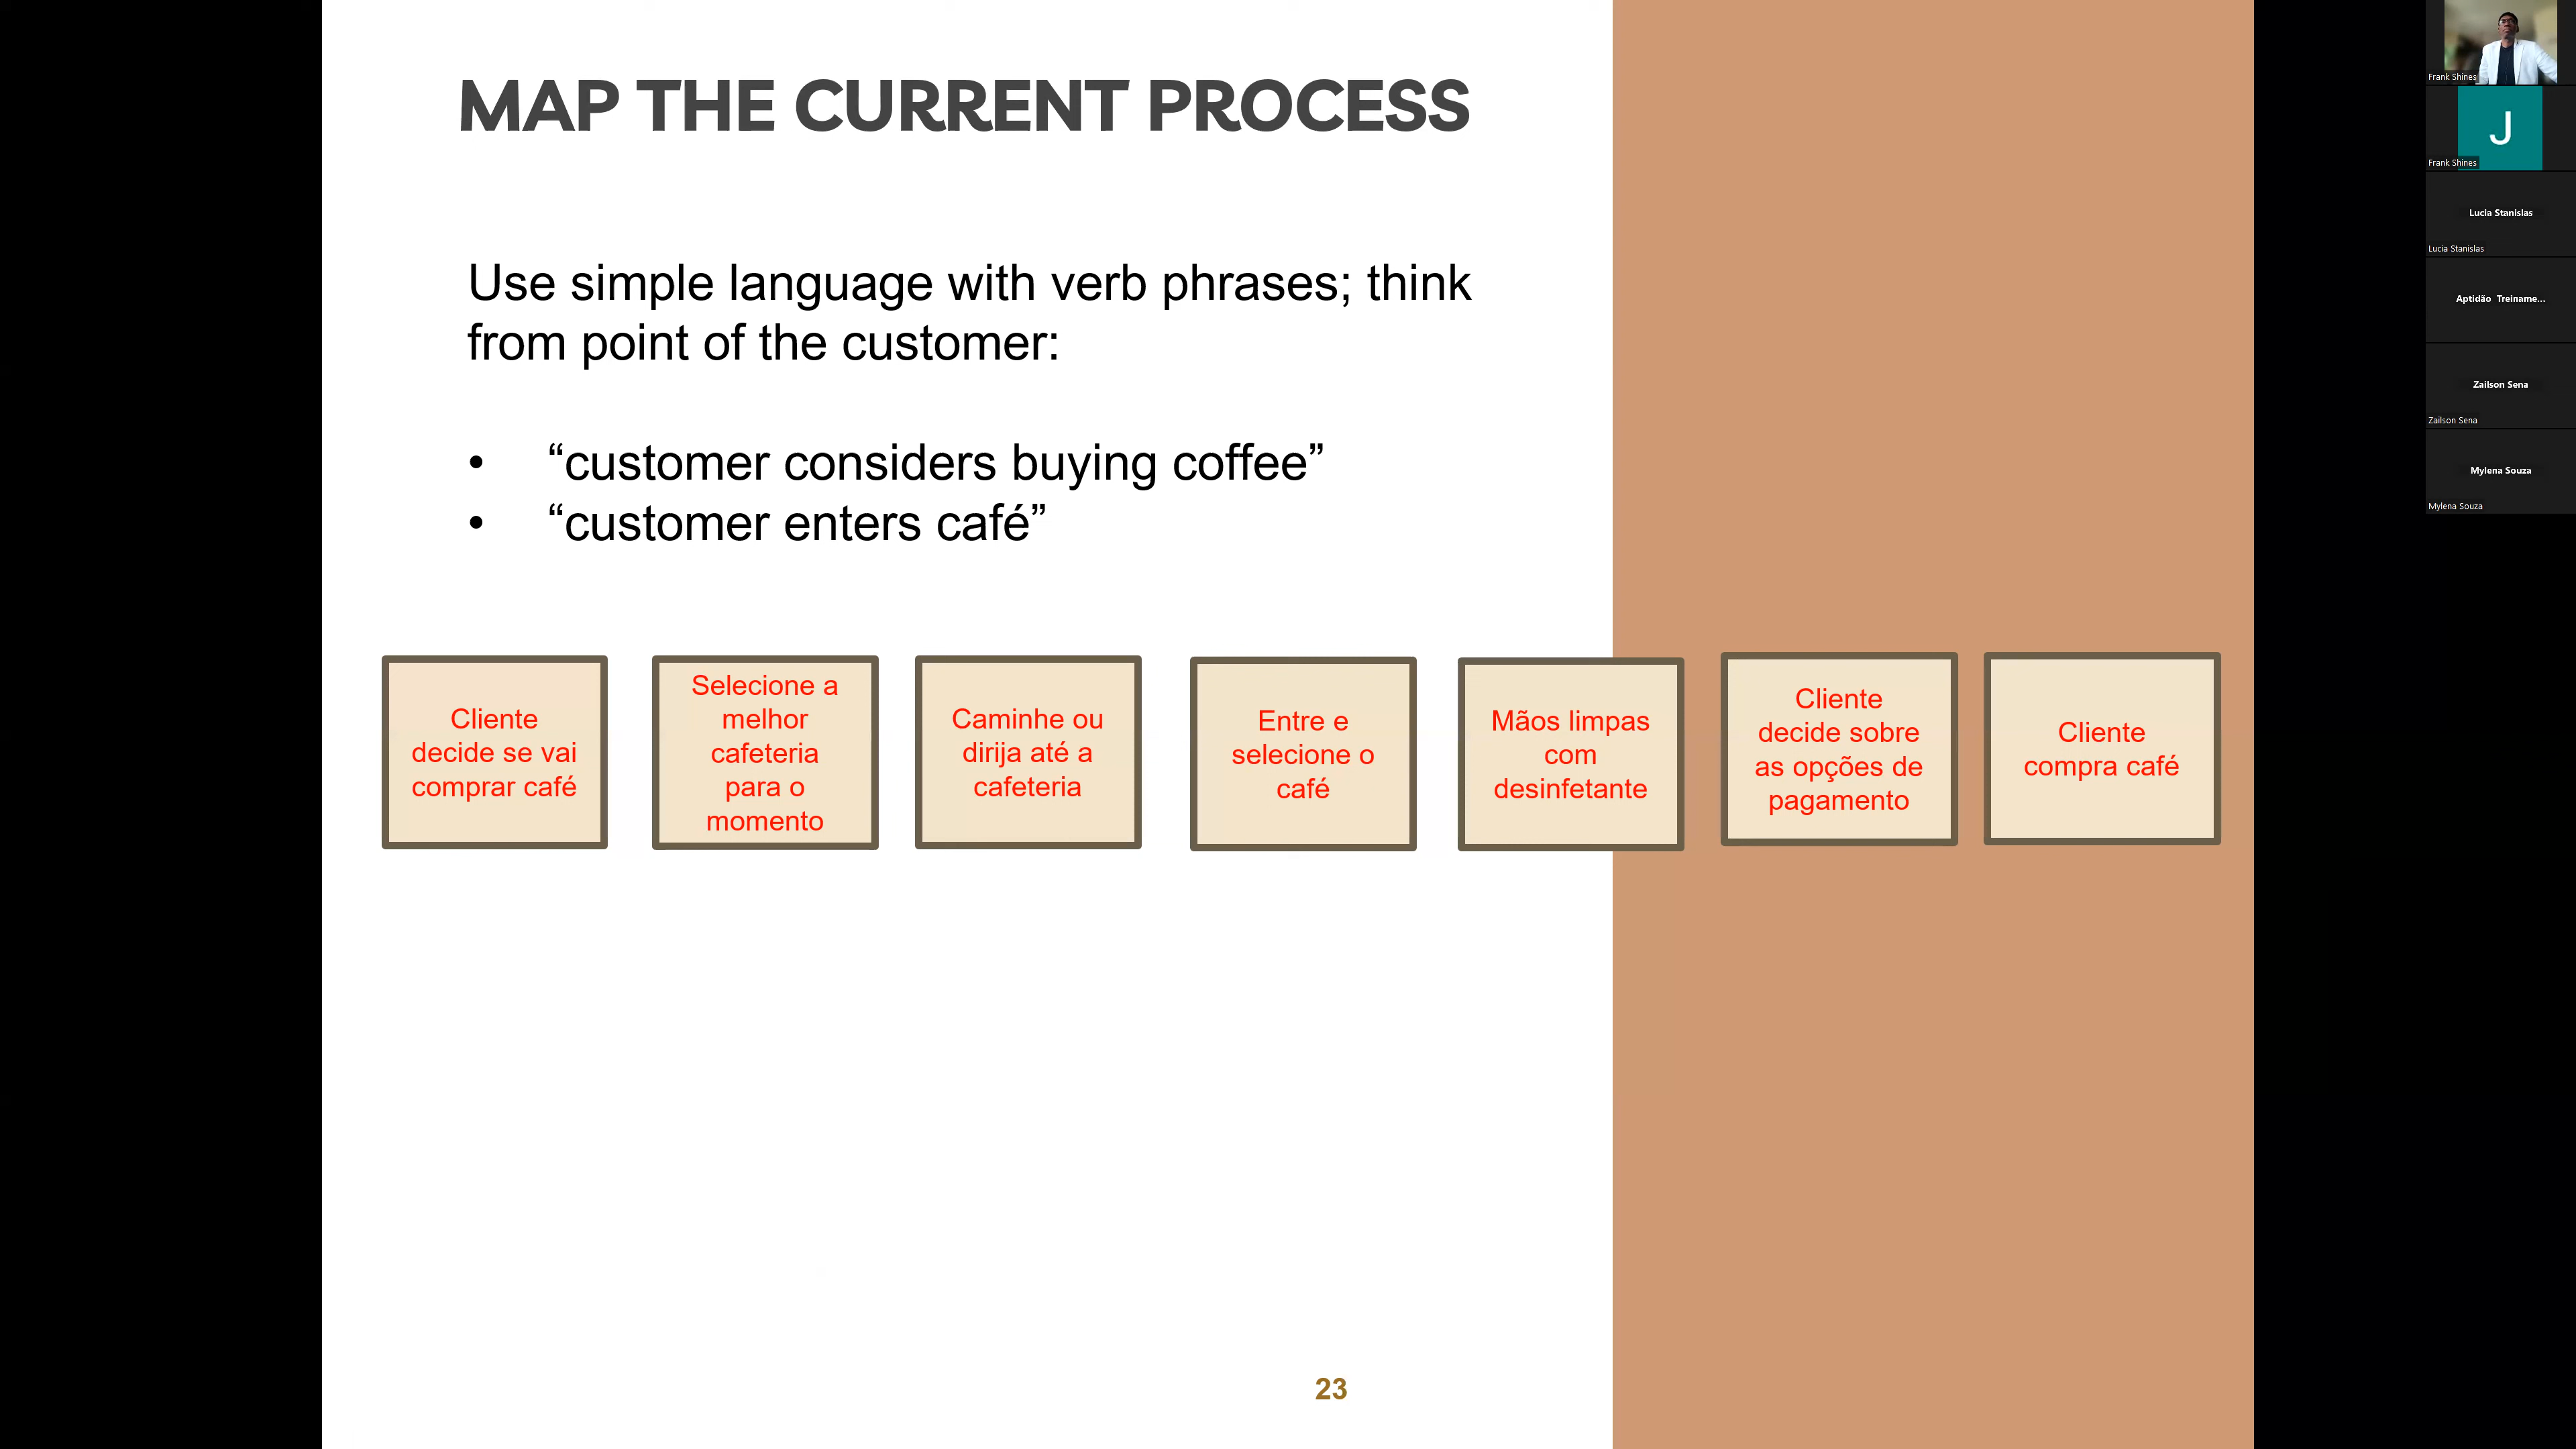 MAP THE CURRENT PROCESS
Use simple language with verb phrases; think
from point of the customer:
• “customer considers buying coffee”
• “customer enters café”
Cliente
decide se vai
comprar café
Selecione a
melhor
cafeteria
para o
momento
Caminhe ou
dirija até a
cafeteria
Entre e
selecione o
café
Mãos limpas
com
desinfetante
Cliente
decide sobre
as opções de
pagamento
Cliente
compra café
23
Frank Shines
J
Frank Shines
Lucia Stanislas
Lucia Stanislas
Aptidão Treiname...
Zailson Sena
Zailson Sena
Mylena Souza
Mylena Souza